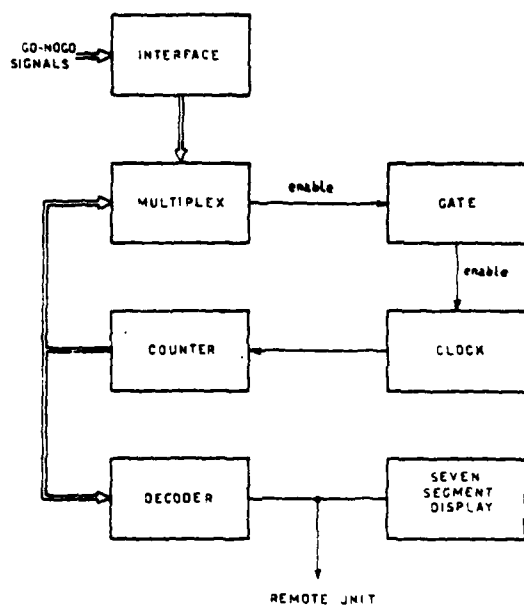 GO-NOGO
SIGNALS
INTERFACE
MULTIPLEX
enable
GATE
enable
COUNTER
CLOCK
DECODER
SEVEN
SEGMENT
DISPLAY
REMOTE UNIT